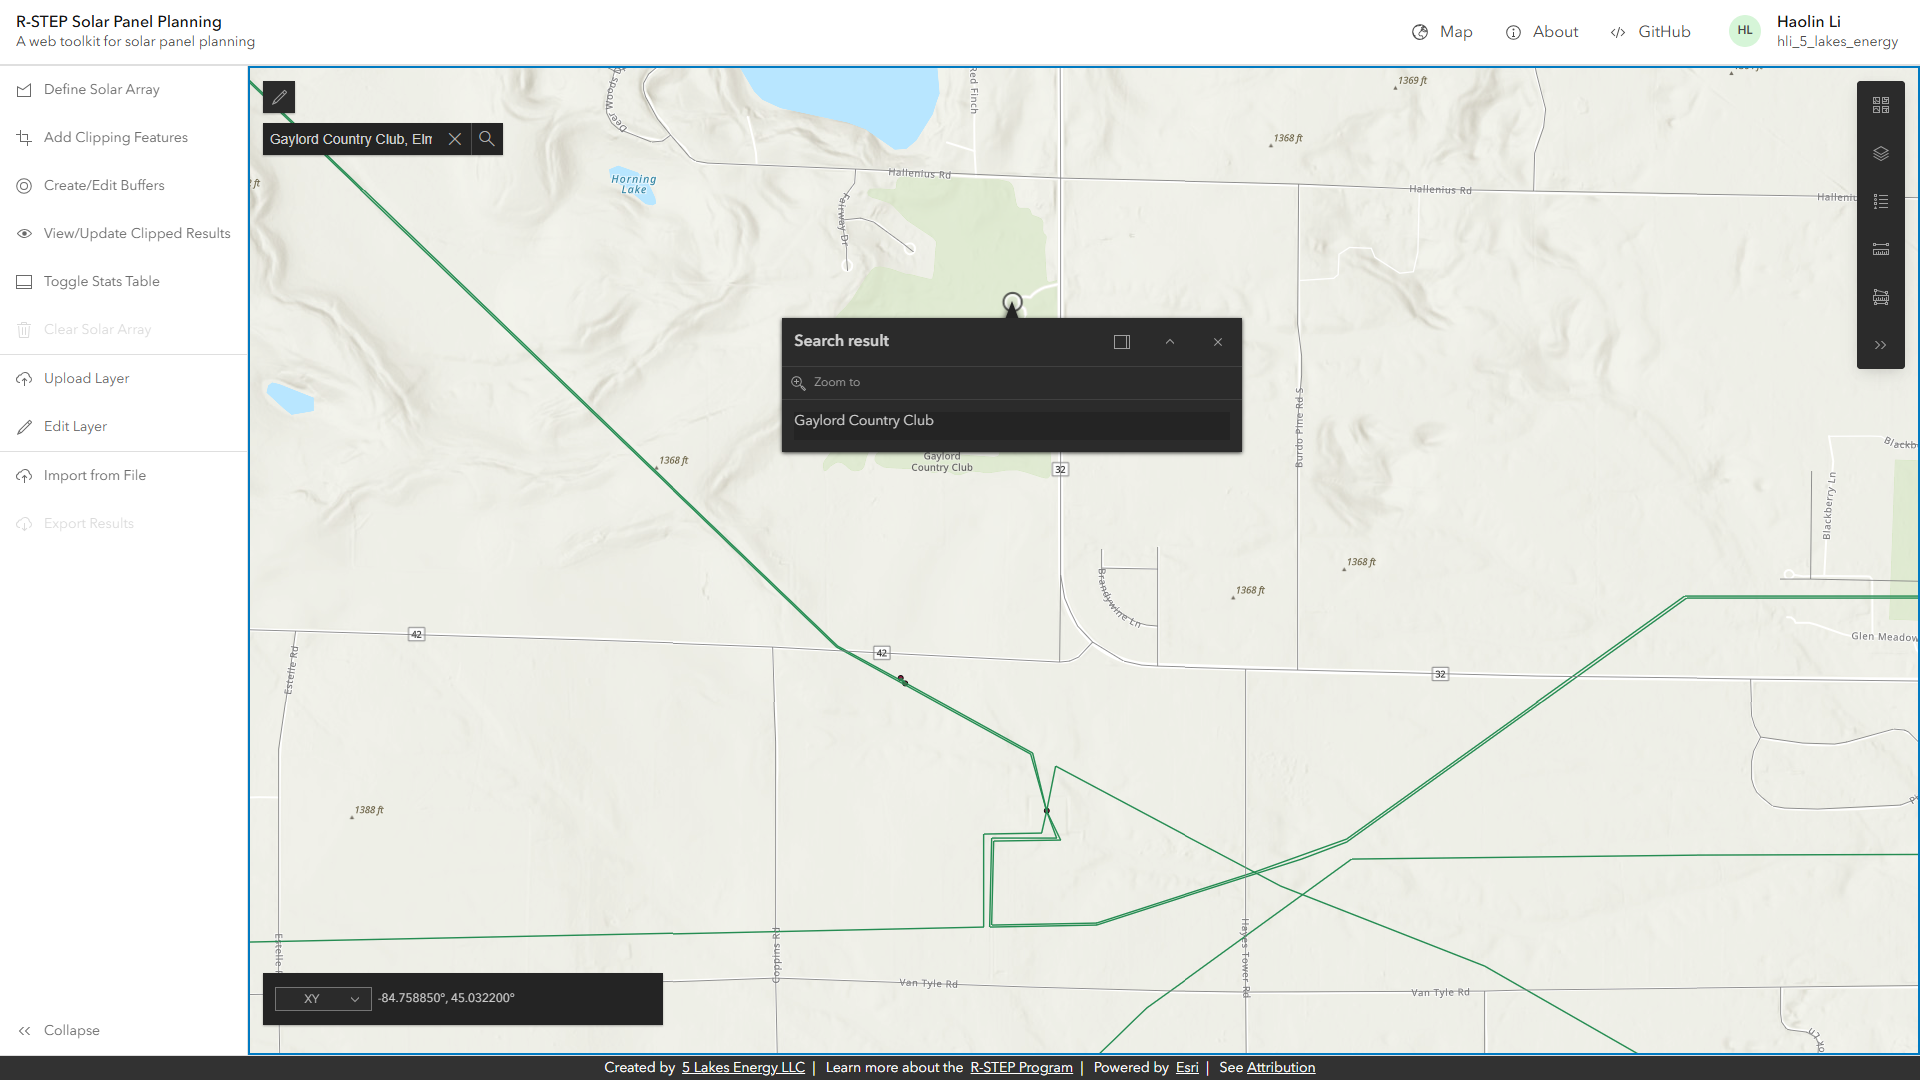 R-STEP Solar Panel Planning
A web toolkit for solar panel planning
Map
About
GitHub
HL
Haolin Li
hli_5_lakes_energy
Define Solar Array
Add Clipping Features
Create/Edit Buffers
View/Update Clipped Results
Toggle Stats Table
Clear Solar Array
Upload Layer
Edit Layer
Import from File
Export Results
Collapse
Gaylord Country Club, Elm
Deer Woods
Red Finch
1369 ft
1368 ft
Horning
Lake
Hallenius Rd
Hallenius Rd
Fairway Dr
Search result
Zoom to
Gaylord Country Club
Gaylord
Country Club
32
Burdo Pine Rd S
1368 ft
Blackberry Ln
1368 ft
1368 ft
Brandywine Ln
42
42
Glen Meadow
32
Estelle Rd
1388 ft
Coppins Rd
Hayes Tower Rd
Van Tyle Rd
Van Tyle Rd
XY
-84.758850°, 45.032200°
Created by 5 Lakes Energy LLC | Learn more about the R-STEP Program | Powered by Esri | See Attribution